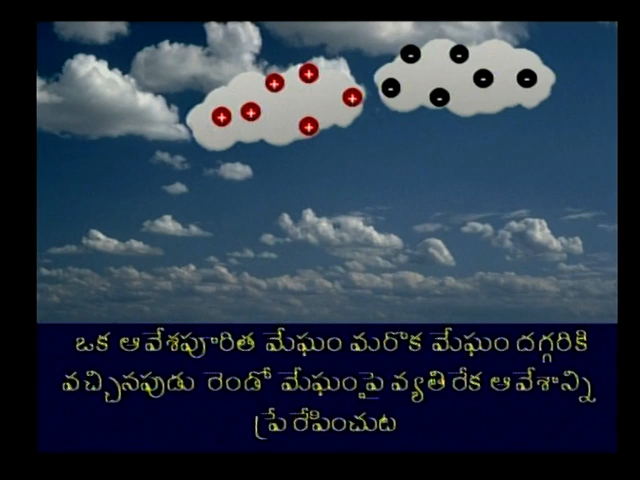 ఒక ఆవేశపూరిత మేఘం మరొక మేఘం దగ్గరికి
వచ్చినపుడు రెండో మేఘంపై వ్యతిరేక ఆవేశాన్ని
ప్రేరేపించుట